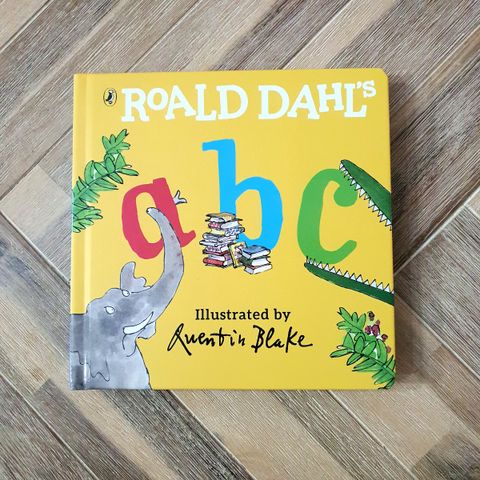 ROALD DAHL'S
abc
Illustrated by
Quentin Blake